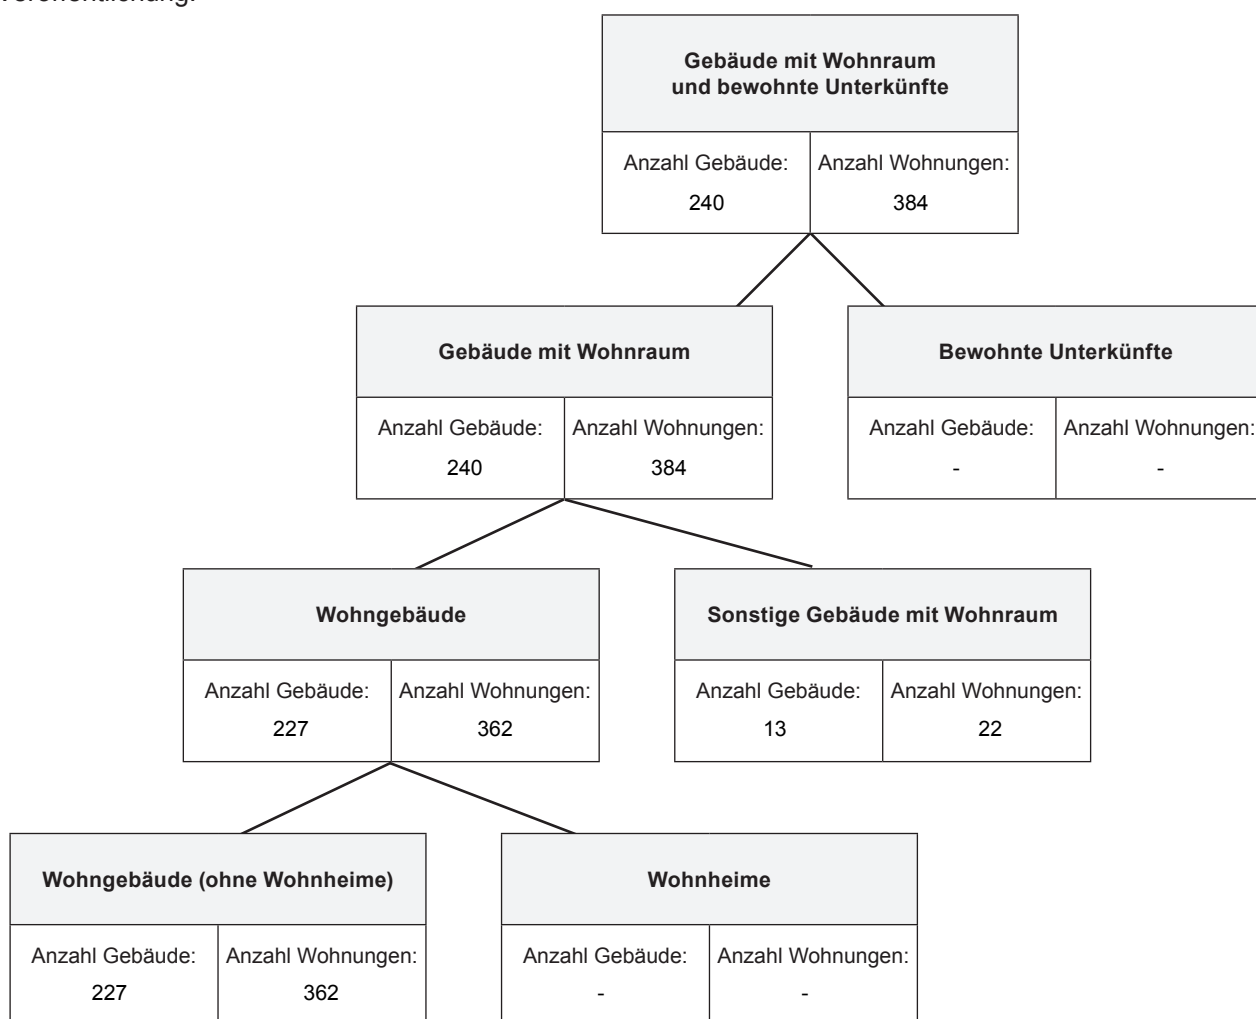 Veröffentlichung.
Gebäude mit Wohnraum
und bewohnte Unterkünfte
Anzahl Gebäude: Anzahl Wohnungen:
240 384
Gebäude mit Wohnraum
Anzahl Gebäude: Anzahl Wohnungen:
240 384
Bewohnte Unterkünfte
Anzahl Gebäude: Anzahl Wohnungen:
- -
Wohngebäude
Anzahl Gebäude: Anzahl Wohnungen:
227 362
Sonstige Gebäude mit Wohnraum
Anzahl Gebäude: Anzahl Wohnungen:
13 22
Wohngebäude (ohne Wohnheime)
Anzahl Gebäude: Anzahl Wohnungen:
227 362
Wohnheime
Anzahl Gebäude: Anzahl Wohnungen:
- -